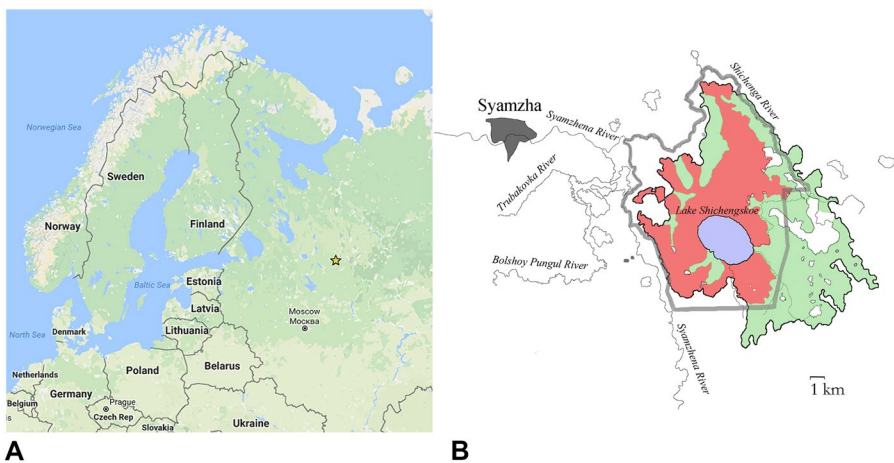 Norwegian Sea
Sweden
Finland
Norway
Estonia
Baltic Sea
Latvia
Moscow
Москва
North Sea
Denmark
Lithuania
Netherlands
Poland
Belarus
Germany
Belgium
Prague
Czech Rep
is
Slovakia
Ukraine
A
Syamzha
Syamzhena River
Shichenga River
Trubakovka River
Lake Shichengskoe
Bolshoy Pungul River
Syamzhena River
1 km
B